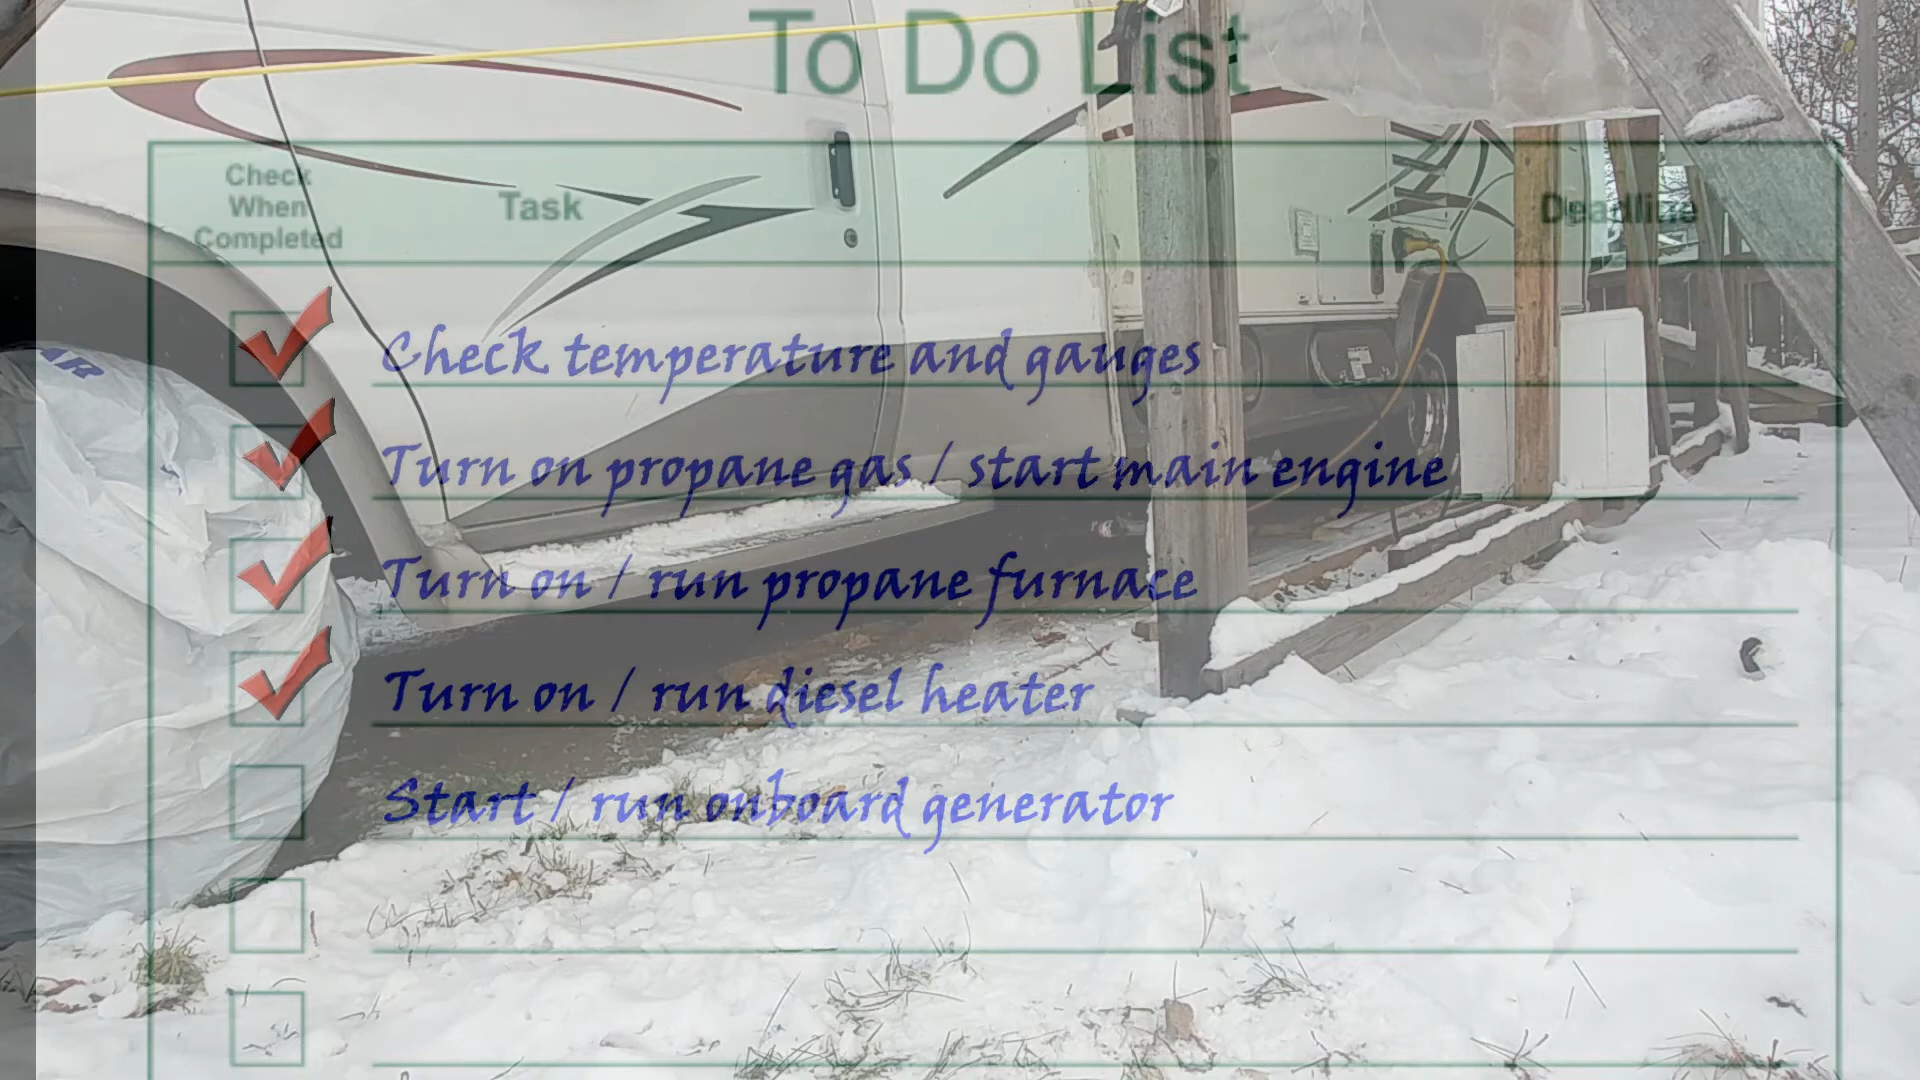 To Do List
Check
When
Completed
Task
Deadline
Check temperature and gauges
Turn on propane gas / start main engine
Turn on / run propane furnace
Turn on / run diesel heater
Start / run onboard generator